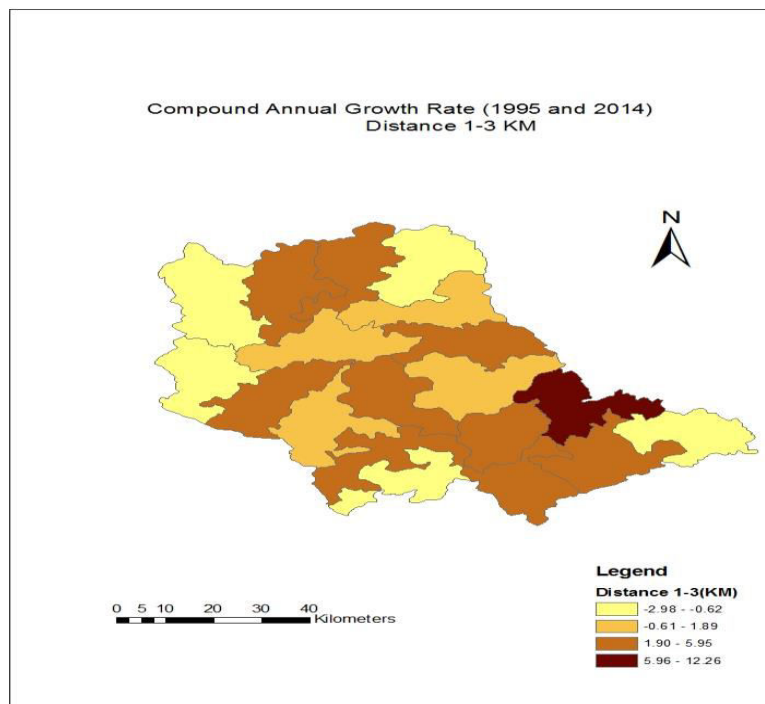 Compound Annual Growth Rate (1995 and 2014)
Distance 1-3 KM
N
Legend
Distance 1-3(KM)
-2.98 - -0.62
-0.61 - 1.89
1.90 - 5.95
5.96 - 12.26
0 5 10 20 30 40
Kilometers